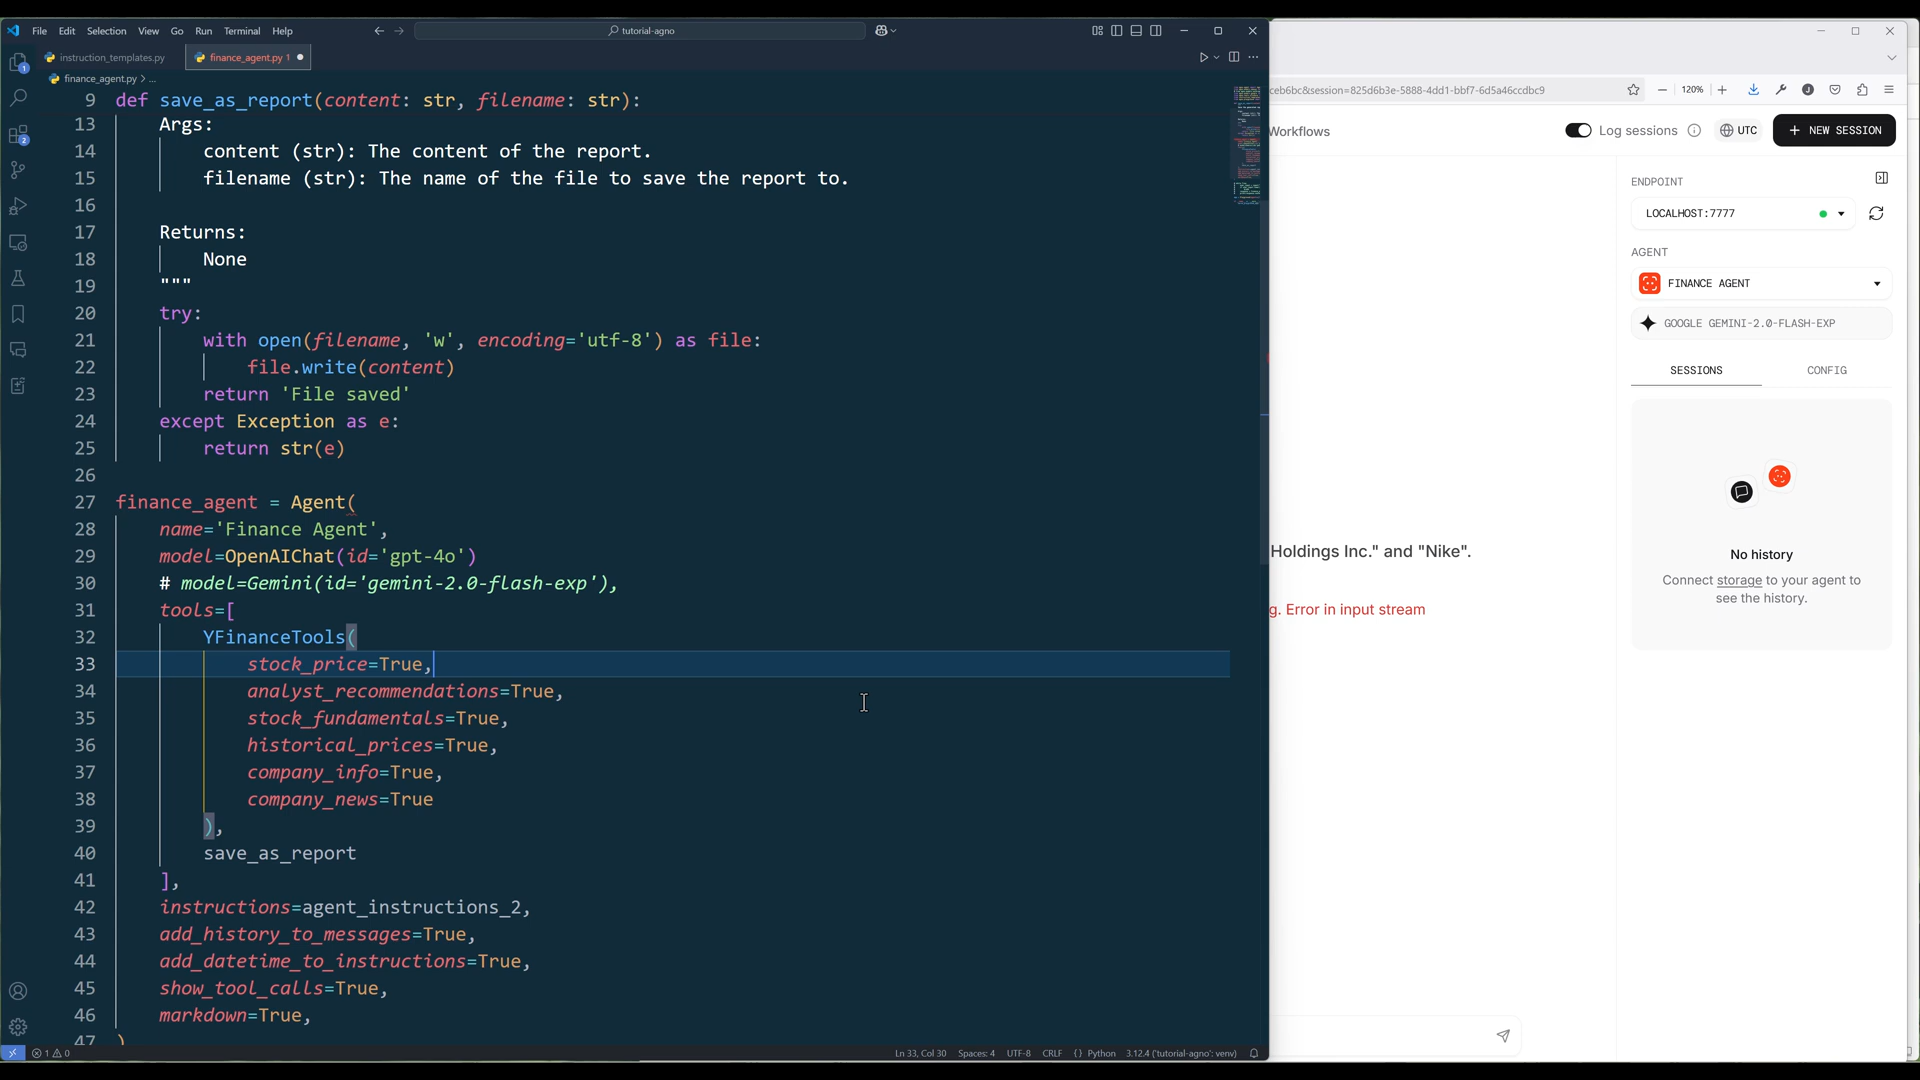 File Edit Selection View Go Run Terminal Help
tutorial-agno
instruction_templates.py
finance_agent.py 1
finance_agent.py > ...
9 def save_as_report(content: str, filename: str):
13 Args:
14 content (str): The content of the report.
15 filename (str): The name of the file to save the report to.
16
17 Returns:
18 None
19 """
20 try:
21 with open(filename, 'w', encoding='utf-8') as file:
22 file.write(content)
23 return 'File saved'
24 except Exception as e:
25 return str(e)
26
27 finance_agent = Agent(
28 name='Finance Agent',
29 model=OpenAIChat(id='gpt-4o')
30 # model=Gemini(id='gemini-2.0-flash-exp'),
31 tools=[
32 YFinanceTools(
33 stock_price=True,
34 analyst_recommendations=True,
35 stock_fundamentals=True,
36 historical_prices=True,
37 company_info=True,
38 company_news=True
39 ),
40 save_as_report
41 ],
42 instructions=agent_instructions_2,
43 add_history_to_messages=True,
44 add_datetime_to_instructions=True,
45 show_tool_calls=True,
46 markdown=True,
47 )
1 0
Ln 33, Col 30 Spaces: 4 UTF-8 CRLF {} Python 3.12.4 ('tutorial-agno': venv)
ceb6bc&session=825d6b3e-5888-4dd1-bbf7-6d5a46ccdbc9
120%
Workflows
Log sessions
UTC
+ NEW SESSION
ENDPOINT
LOCALHOST:7777
AGENT
FINANCE AGENT
GOOGLE GEMINI-2.0-FLASH-EXP
SESSIONS CONFIG
No history
Connect storage to your agent to
see the history.
Holdings Inc." and "Nike".
g. Error in input stream